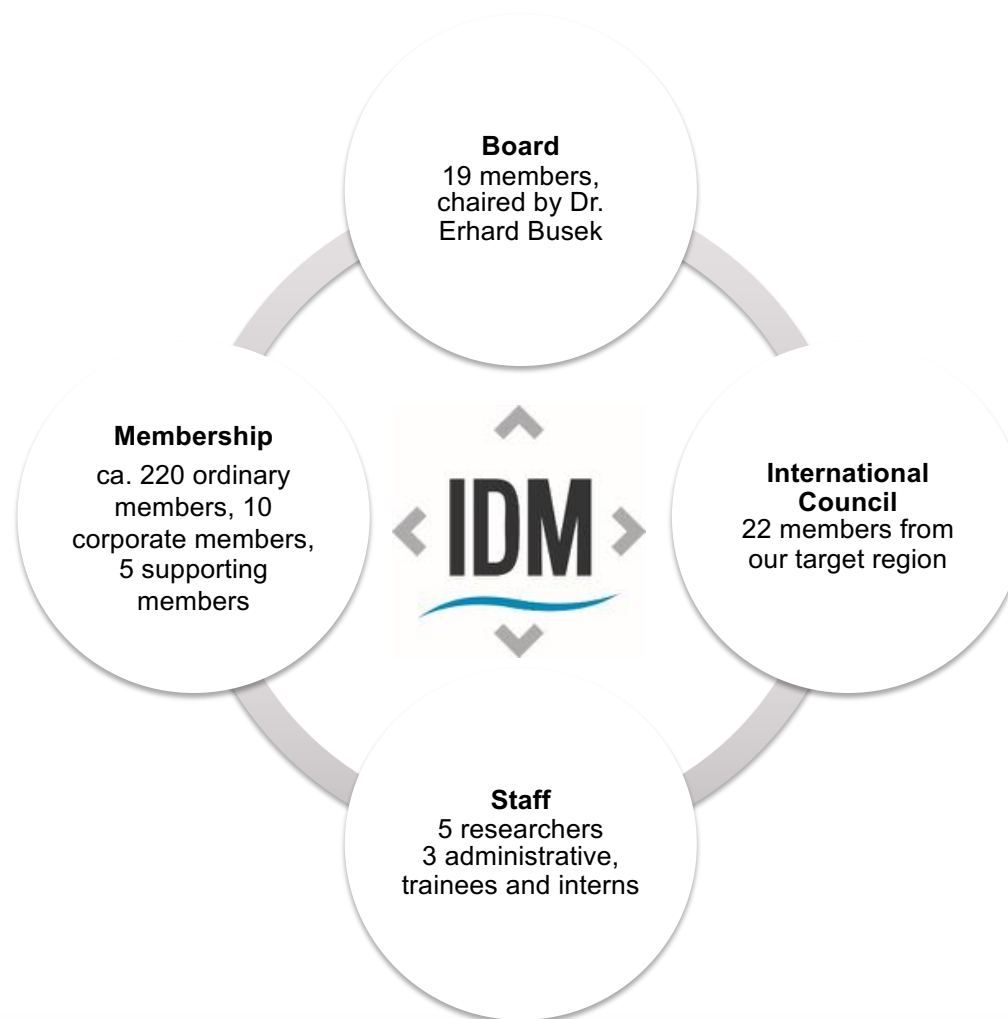 Board
19 members,
chaired by Dr.
Erhard Busek
Membership
ca. 220 ordinary
members, 10
corporate members,
5 supporting
members
IDM
International
Council
22 members from
our target region
Staff
5 researchers
3 administrative,
trainees and interns